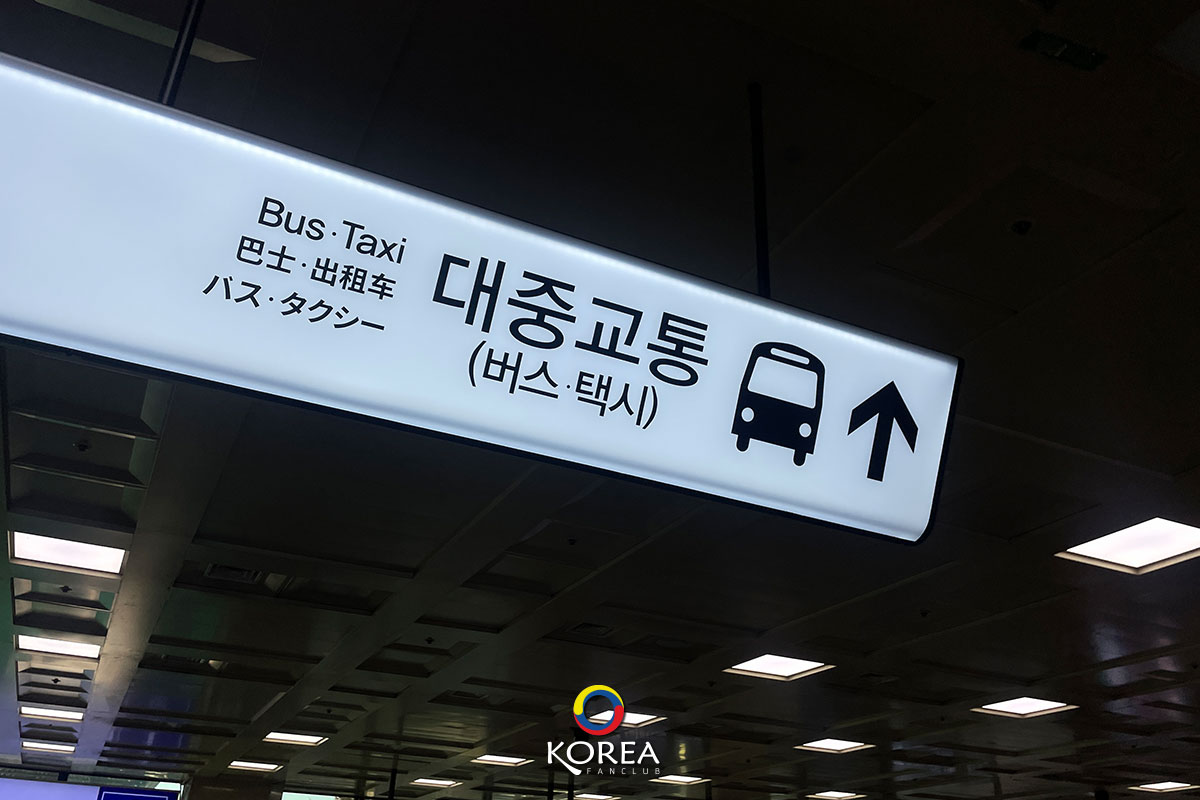 Bus·Taxi
巴士·出租车
バス·タクシー
대중교통
(버스·택시)
KOREA
FANCLUB